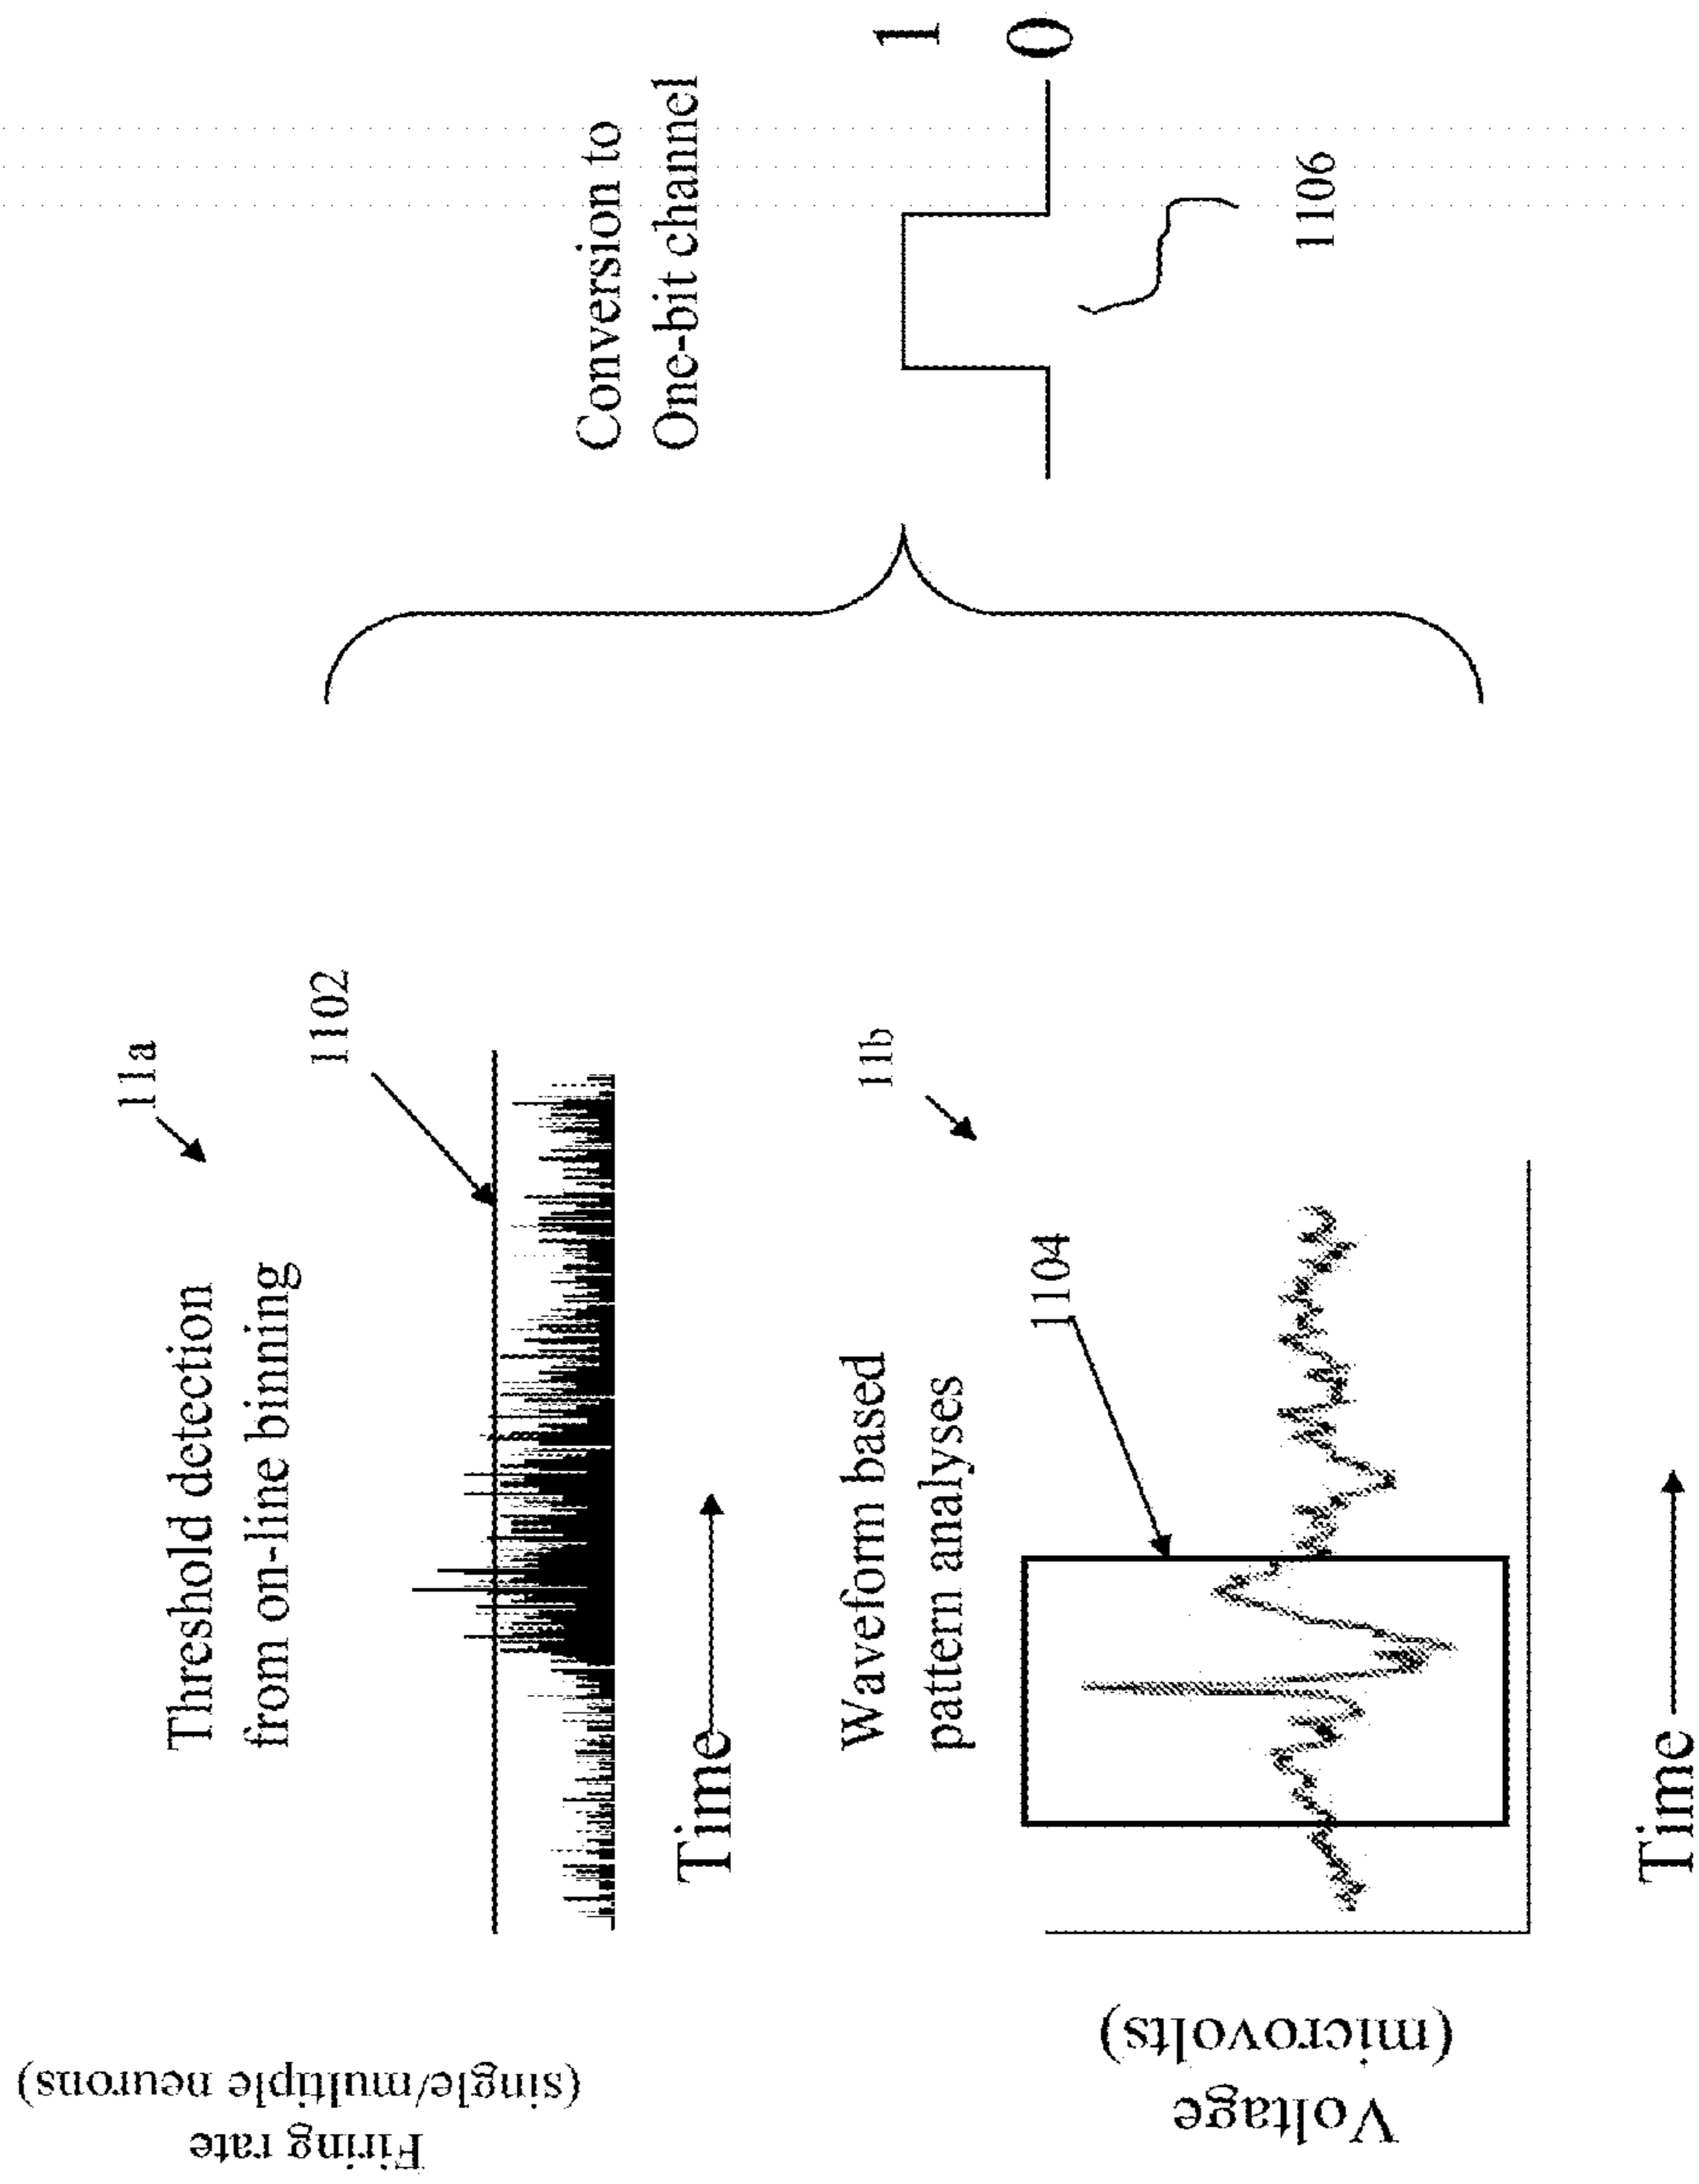 11a
Threshold detection
from on-line binning
1102
Firing rate
(single/multiple neurons)
Time
11b
Waveform based
pattern analyses
1104
Voltage
(microvolts)
Time
Conversion to
One-bit channel
1
0
1106